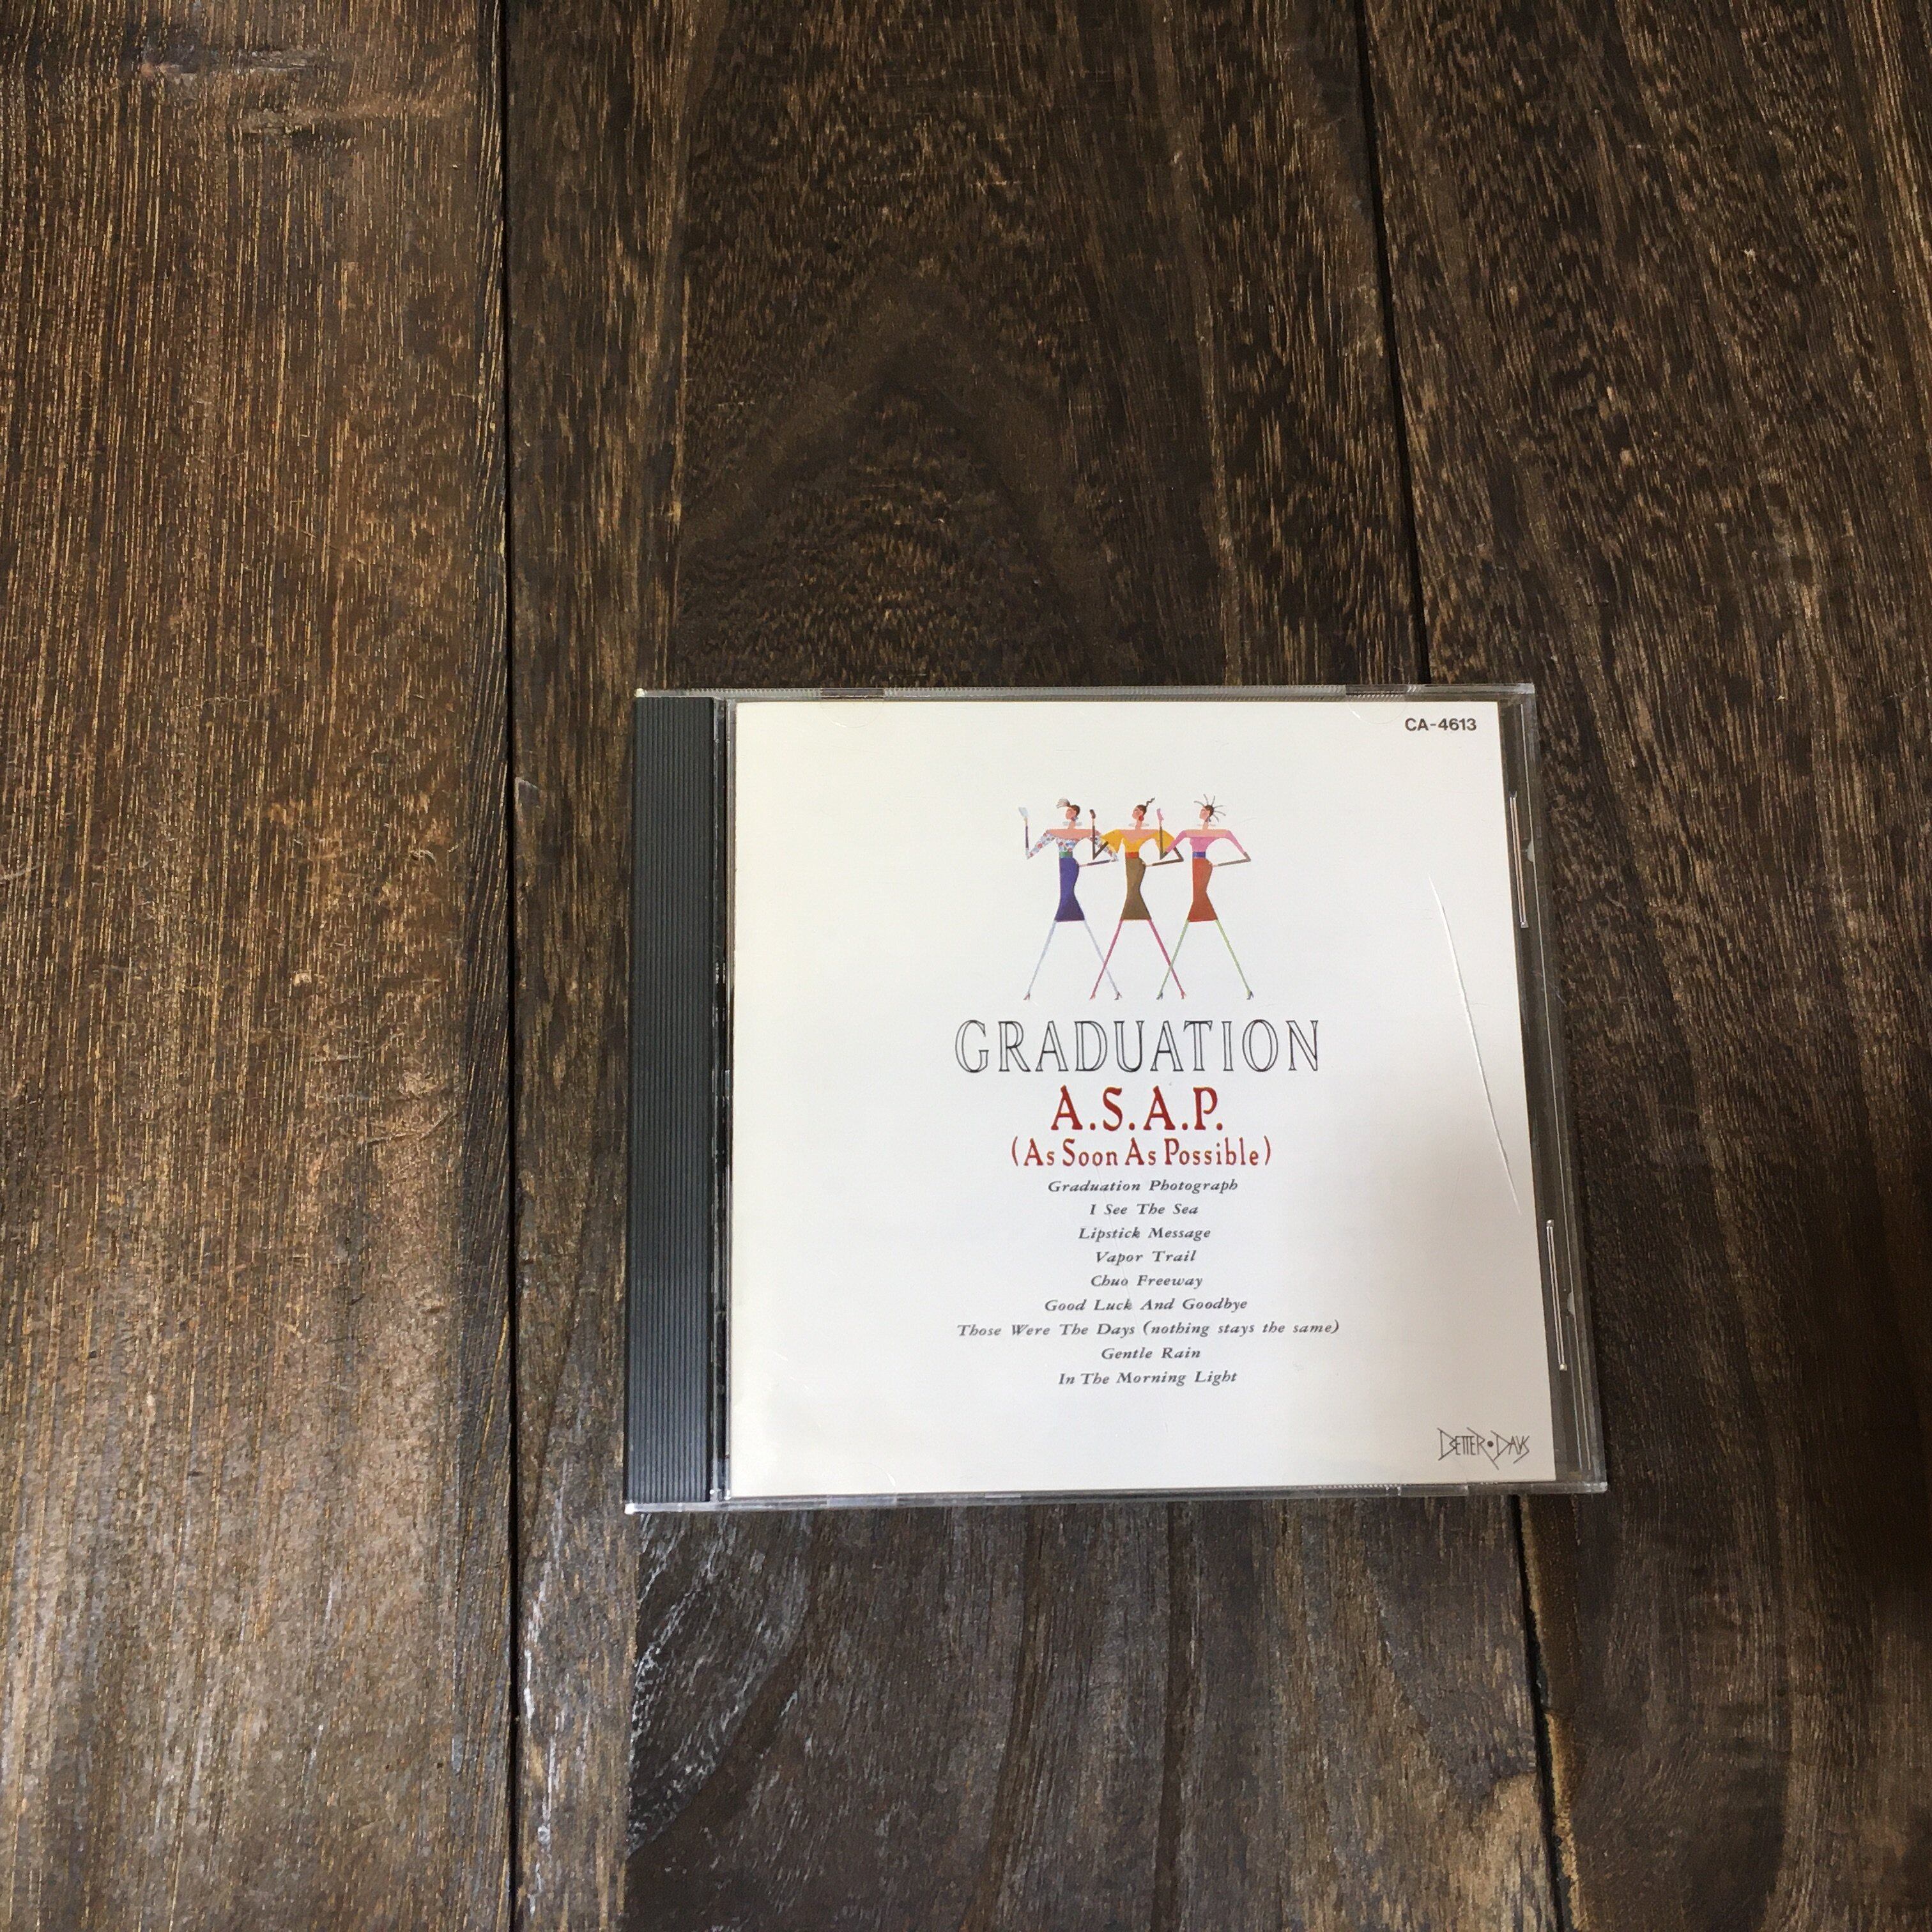 CA-4613
GRADUATION
A.S.A.P.
(As Soon As Possible)
Graduation Photograph
I See The Sea
Lipstick Message
Vapor Trail
Chuo Freeway
Good Luck And Goodbye
Those Were The Days (nothing stays the same)
Gentle Rain
In The Morning Light
BETTER•DAYS